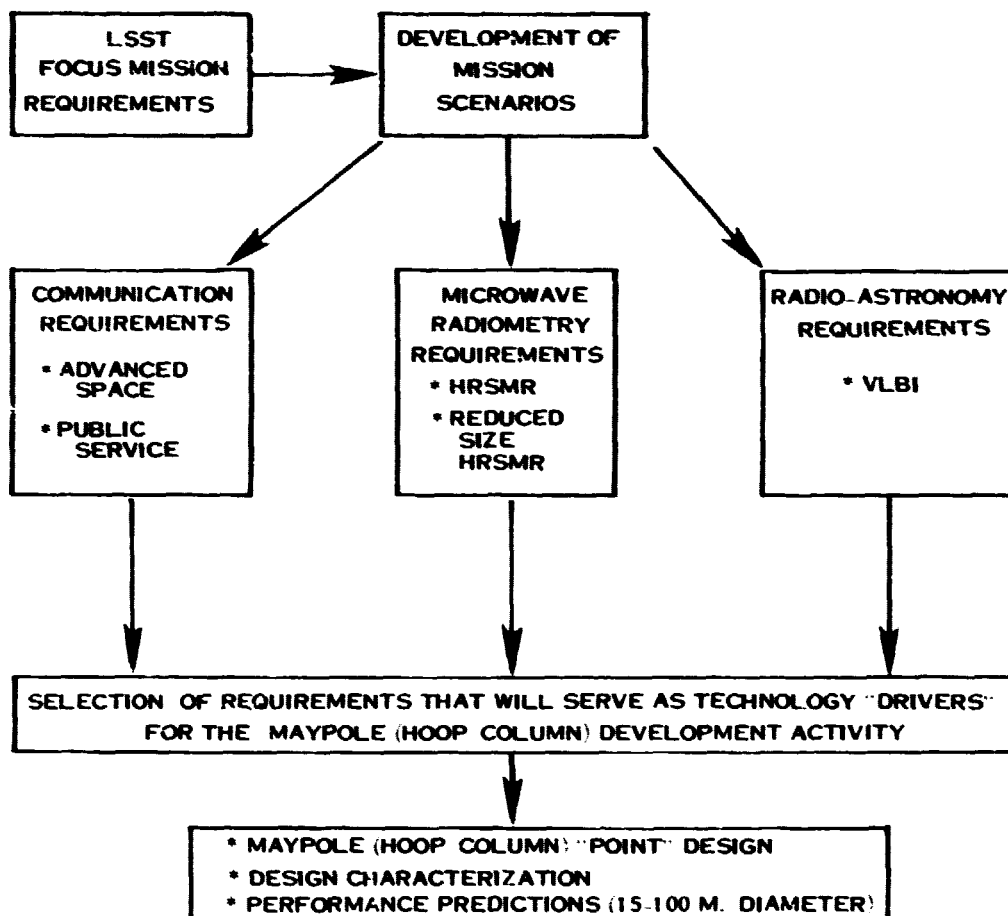 LSST
FOCUS MISSION
REQUIREMENTS
DEVELOPMENT OF
MISSION
SCENARIOS
COMMUNICATION
REQUIREMENTS
* ADVANCED
SPACE
* PUBLIC
SERVICE
MICROWAVE
RADIOMETRY
REQUIREMENTS
* HRSMR
* REDUCED
SIZE
HRSMR
RADIO-ASTRONOMY
REQUIREMENTS
* VLBI
SELECTION OF REQUIREMENTS THAT WILL SERVE AS TECHNOLOGY "DRIVERS"
FOR THE MAYPOLE (HOOP COLUMN) DEVELOPMENT ACTIVITY
* MAYPOLE (HOOP COLUMN) "POINT" DESIGN
* DESIGN CHARACTERIZATION
* PERFORMANCE PREDICTIONS (15-100 M. DIAMETER)